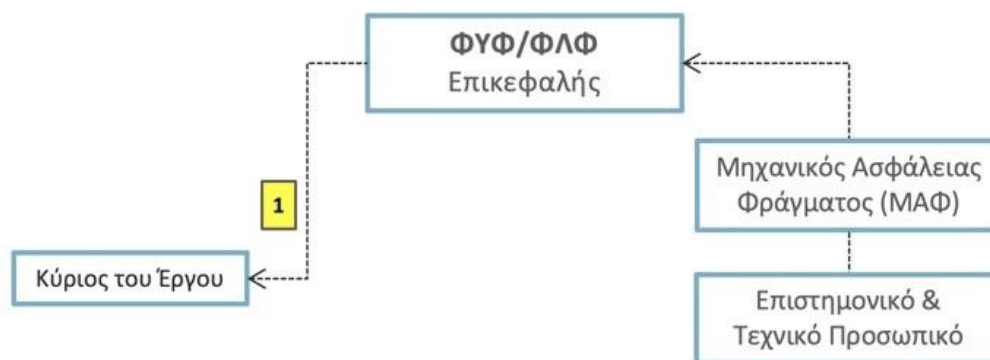 ΦΥΦ/ΦΛΦ
Επικεφαλής
Μηχανικός Ασφάλειας
Φράγματος (ΜΑΦ)
1
Κύριος του Έργου
Επιστημονικό &
Τεχνικό Προσωπικό